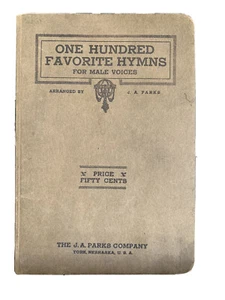 ONE HUNDRED
FAVORITE HYMNS
FOR MALE VOICES
ARRANGED BY J. A. PARKS
PRICE
FIFTY CENTS
THE J. A. PARKS COMPANY
YORK, NEBRASKA, U. S. A.